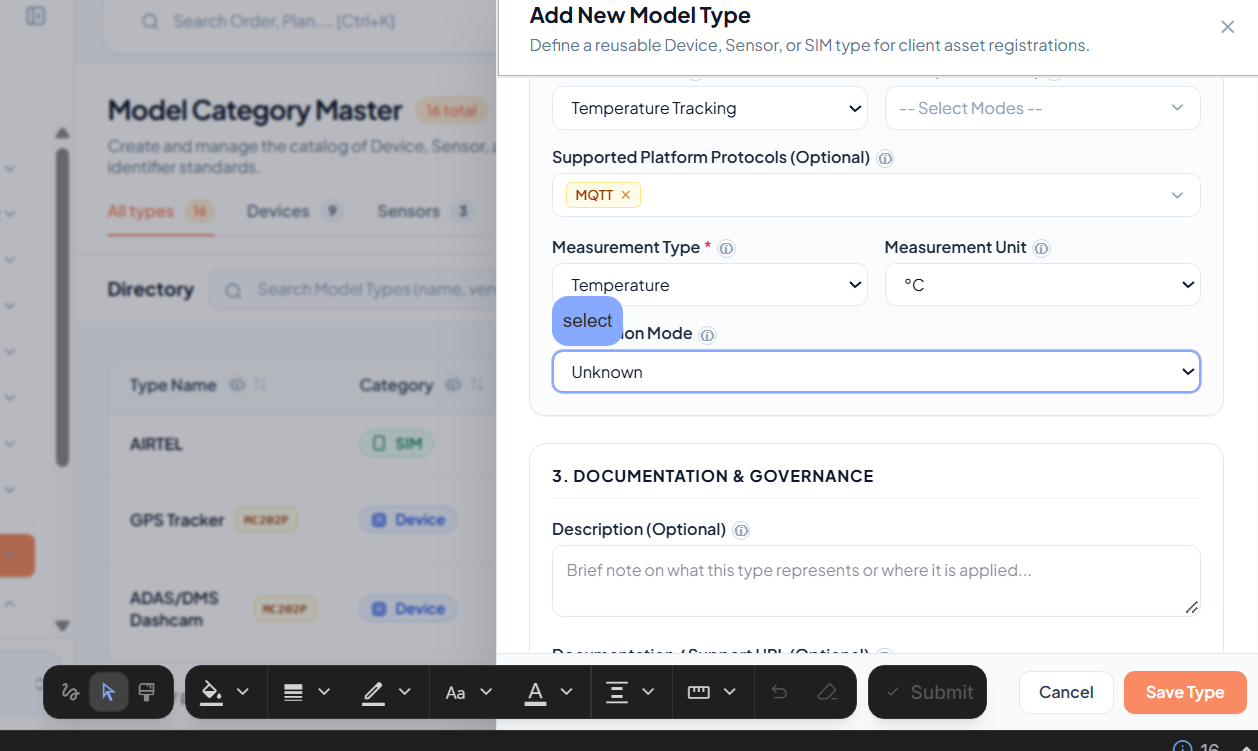 Add New Model Type
Define a reusable Device, Sensor, or SIM type for client asset registrations.
Search Order, Plan.... [Ctrl+K]
Model Category Master 16 total
Create and manage the catalog of Device, Sensor,
identifier standards.
All types 16 Devices 9 Sensors 3
Directory Search Model Types (name, ven
Type Name Category
AIRTEL SIM
GPS Tracker MC202P Device
ADAS/DMS
Dashcam MC202P Device
Temperature Tracking -- Select Modes --
Supported Platform Protocols (Optional)
MQTT ×
Measurement Type * Measurement Unit
Temperature °C
select
on Mode
Unknown
3. DOCUMENTATION & GOVERNANCE
Description (Optional)
Brief note on what this type represents or where it is applied...
Documentation / Support URL (Optional)
Aa A Submit
Cancel Save Type
16